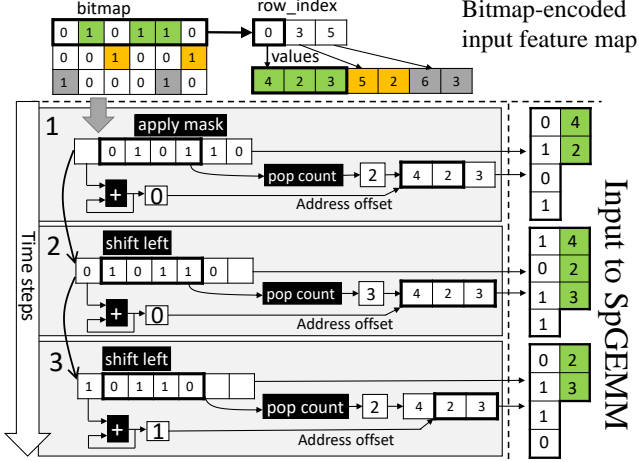 bitmap
row_index
Bitmap-encoded
input feature map
0 1 0 1 1 0
0 3 5
0 0 1 0 0 1
values
1 0 0 0 1 0
4 2 3 5 2 6 3
Time steps
1
apply mask
0 1 0 1 1 0
pop count
2
4 2 3
+
0
Address offset
0 4
1 2
0
1
2
shift left
0 1 0 1 1 0
pop count
3
4 2 3
+
0
Address offset
1 4
0 2
1 3
1
3
shift left
1 0 1 1 0
pop count
2
4 2 3
+
1
Address offset
0 2
1 3
1
0
Input to SpGEMM